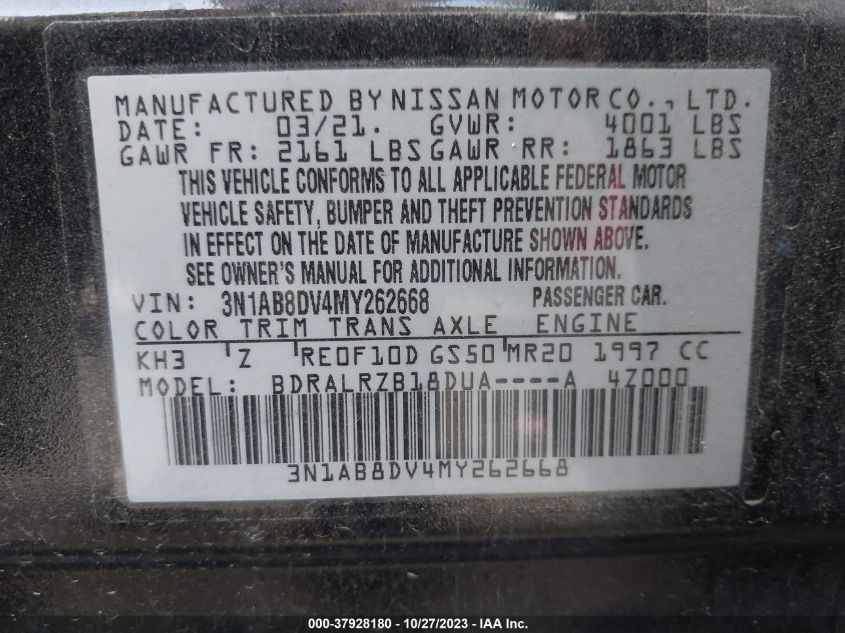 MANUFACTURED BY NISSAN MOTOR CO., LTD.
DATE: 03/21. GVWR: 4001 LBS
GAWR FR: 2161 LBS GAWR RR: 1863 LBS
THIS VEHICLE CONFORMS TO ALL APPLICABLE FEDERAL MOTOR
VEHICLE SAFETY, BUMPER AND THEFT PREVENTION STANDARDS
IN EFFECT ON THE DATE OF MANUFACTURE SHOWN ABOVE.
SEE OWNER'S MANUAL FOR ADDITIONAL INFORMATION.
VIN: 3N1AB8DV4MY262668 PASSENGER CAR.
COLOR TRIM TRANS AXLE ENGINE
KH3 Z RE0F10D GS50 MR20 1997 CC
MODEL: BDRALRZB18DUA----A 4Z000
3N1AB8DV4MY262668
000-37928180 - 10/27/2023 - IAA Inc.